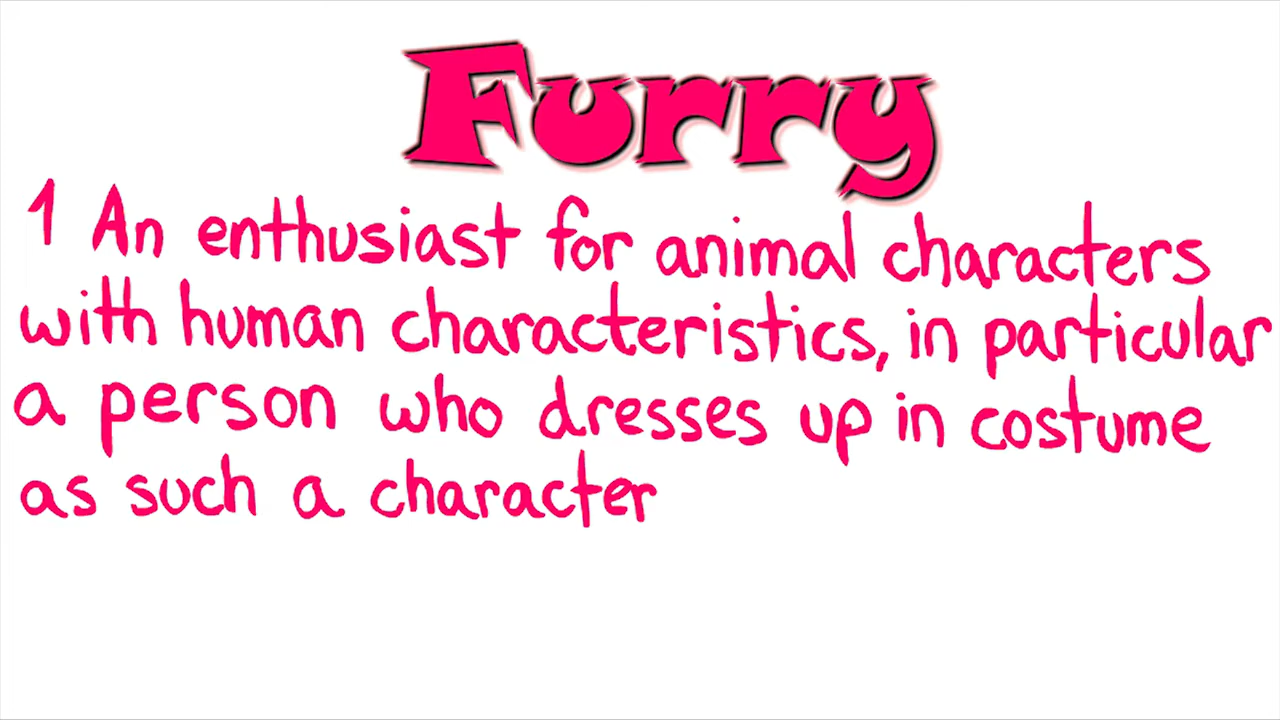 Furry
1 An enthusiast for animal characters
with human characteristics, in particular
a person who dresses up in costume
as such a character